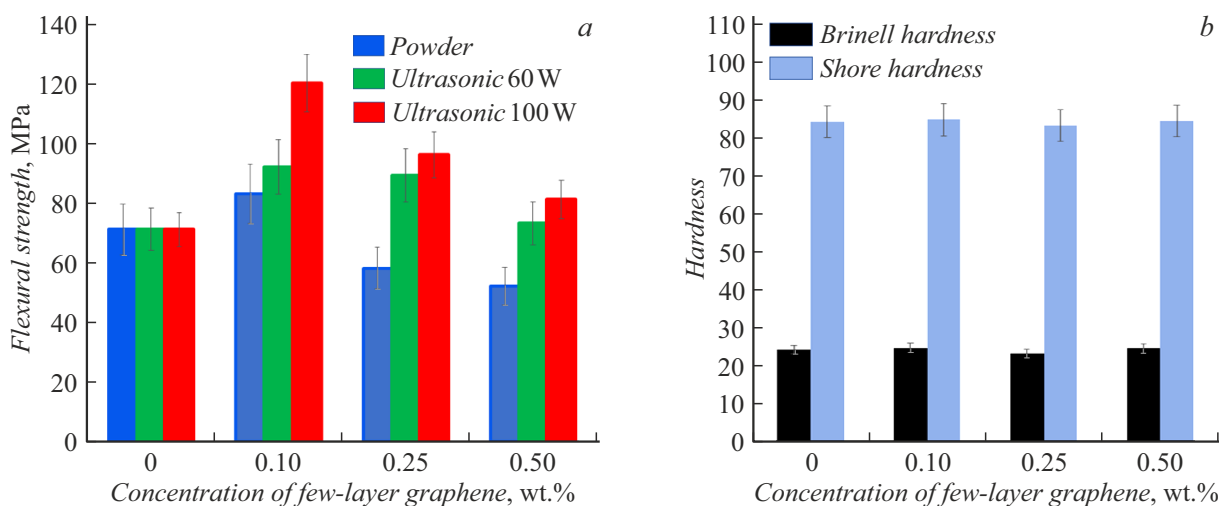 a
Powder
Ultrasonic 60 W
Ultrasonic 100 W
140
120
100
80
60
40
20
0
Flexural strength, MPa
0 0.10 0.25 0.50
Concentration of few-layer graphene, wt.%
b
Brinell hardness
Shore hardness
110
100
90
80
70
60
50
40
30
20
10
0
Hardness
0 0.10 0.25 0.50
Concentration of few-layer graphene, wt.%